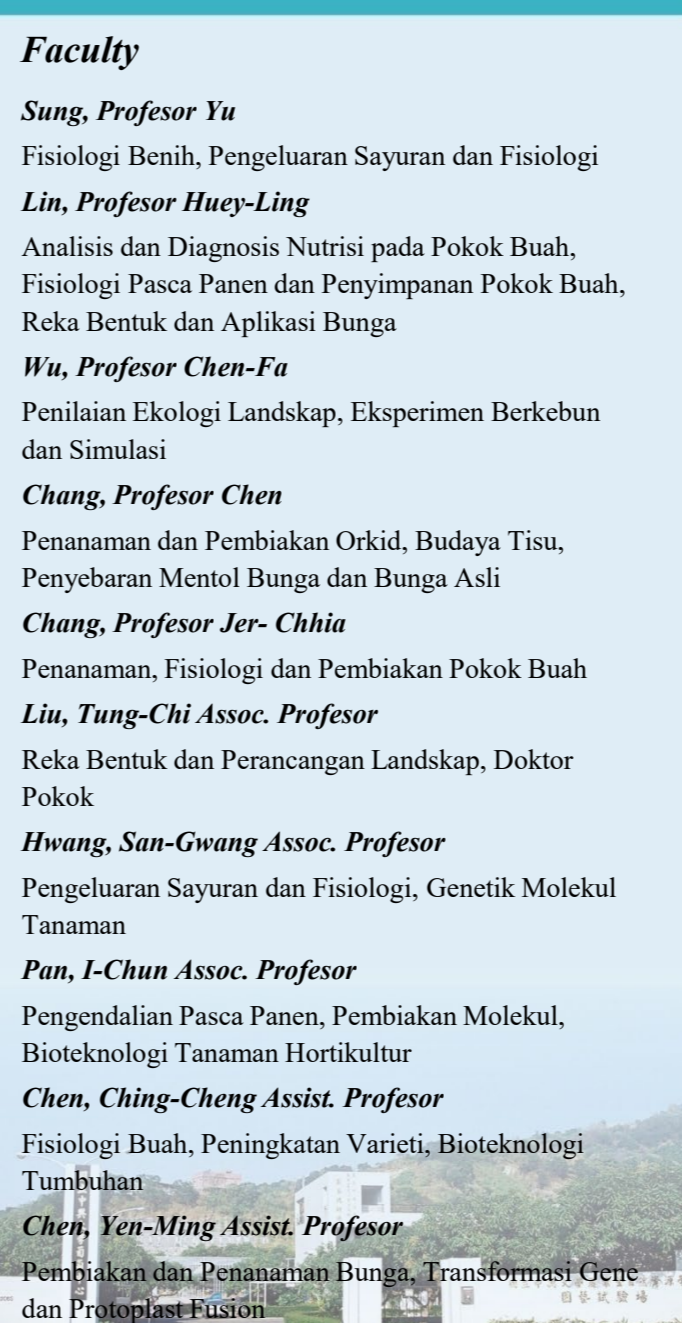 Faculty
Sung, Profesor Yu
Fisiologi Benih, Pengeluaran Sayuran dan Fisiologi
Lin, Profesor Huey-Ling
Analisis dan Diagnosis Nutrisi pada Pokok Buah,
Fisiologi Pasca Panen dan Penyimpanan Pokok Buah,
Reka Bentuk dan Aplikasi Bunga
Wu, Profesor Chen-Fa
Penilaian Ekologi Landskap, Eksperimen Berkebun
dan Simulasi
Chang, Profesor Chen
Penanaman dan Pembiakan Orkid, Budaya Tisu,
Penyebaran Mentol Bunga dan Bunga Asli
Chang, Profesor Jer- Chhia
Penanaman, Fisiologi dan Pembiakan Pokok Buah
Liu, Tung-Chi Assoc. Profesor
Reka Bentuk dan Perancangan Landskap, Doktor
Pokok
Hwang, San-Gwang Assoc. Profesor
Pengeluaran Sayuran dan Fisiologi, Genetik Molekul
Tanaman
Pan, I-Chun Assoc. Profesor
Pengendalian Pasca Panen, Pembiakan Molekul,
Bioteknologi Tanaman Hortikultur
Chen, Ching-Cheng Assist. Profesor
Fisiologi Buah, Peningkatan Varieti, Bioteknologi
Tumbuhan
Chen, Yen-Ming Assist. Profesor
Pembiakan dan Penanaman Bunga, Transformasi Gene
dan Protoplast Fusion
園藝試驗場